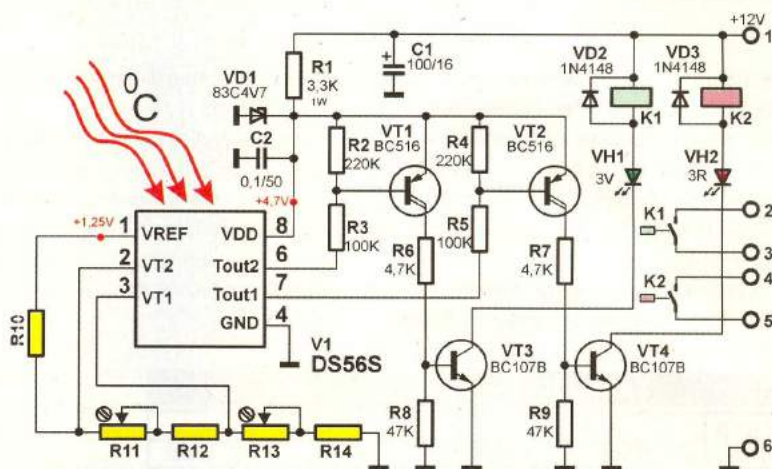 +12V
1
0
C
VD1
83C4V7
R1
3,3K
1W
C1
100/16
+
VD2
1N4148
VD3
1N4148
K1
K2
C2
0,1/50
R2
220K
VT1
BC516
R4
220K
VT2
BC516
VH1
3V
VH2
3R
+4,7V
+1,25V
1
VREF
VDD
8
2
VT2
Tout2
6
3
VT1
Tout1
7
GND
4
R3
100K
R5
100K
R6
4,7K
R7
4,7K
K1
2
3
K2
4
5
V1
DS56S
R10
VT3
BC107B
VT4
BC107B
R8
47K
R9
47K
R11
R12
R13
R14
6